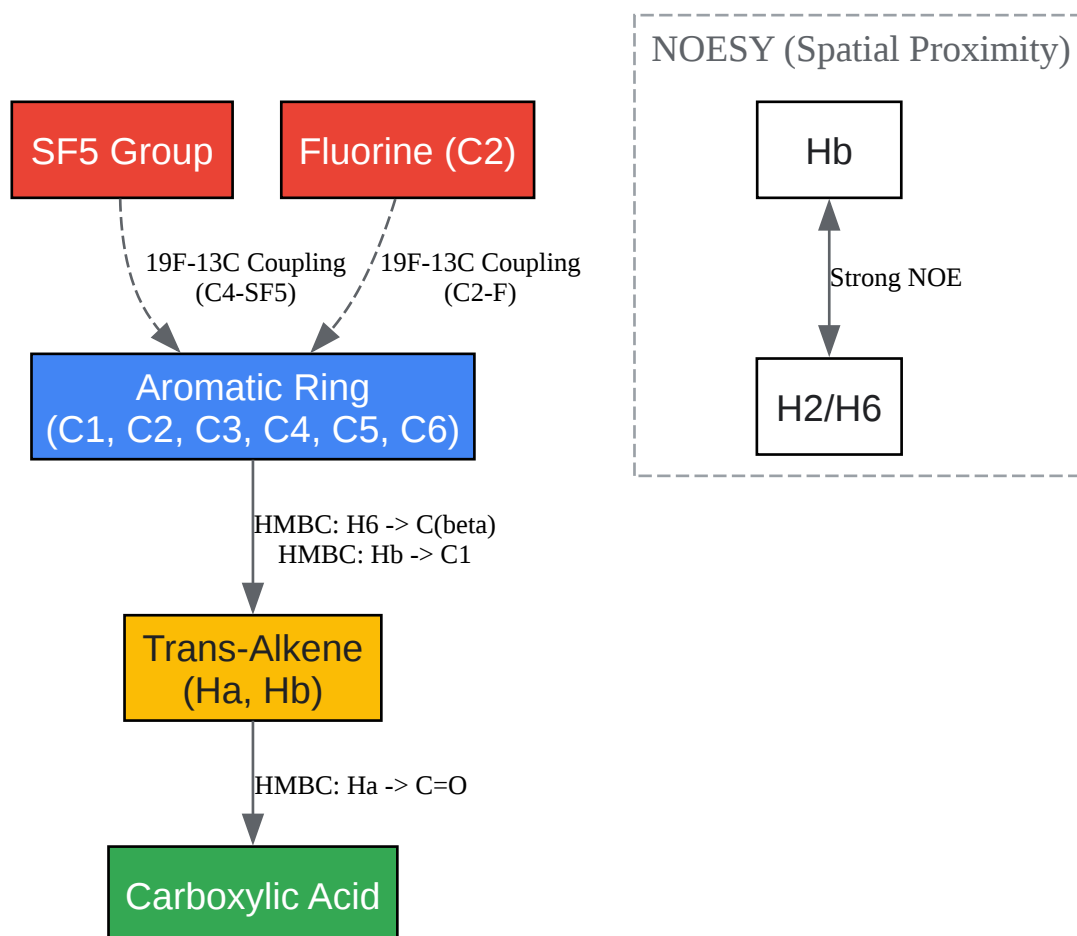 NOESY (Spatial Proximity)
SF5 Group
Fluorine (C2)
Hb
19F-13C Coupling
(C4-SF5)
19F-13C Coupling
(C2-F)
Strong NOE
Aromatic Ring
(C1, C2, C3, C4, C5, C6)
H2/H6
HMBC: H6 -> C(beta)
HMBC: Hb -> C1
Trans-Alkene
(Ha, Hb)
HMBC: Ha -> C=O
Carboxylic Acid